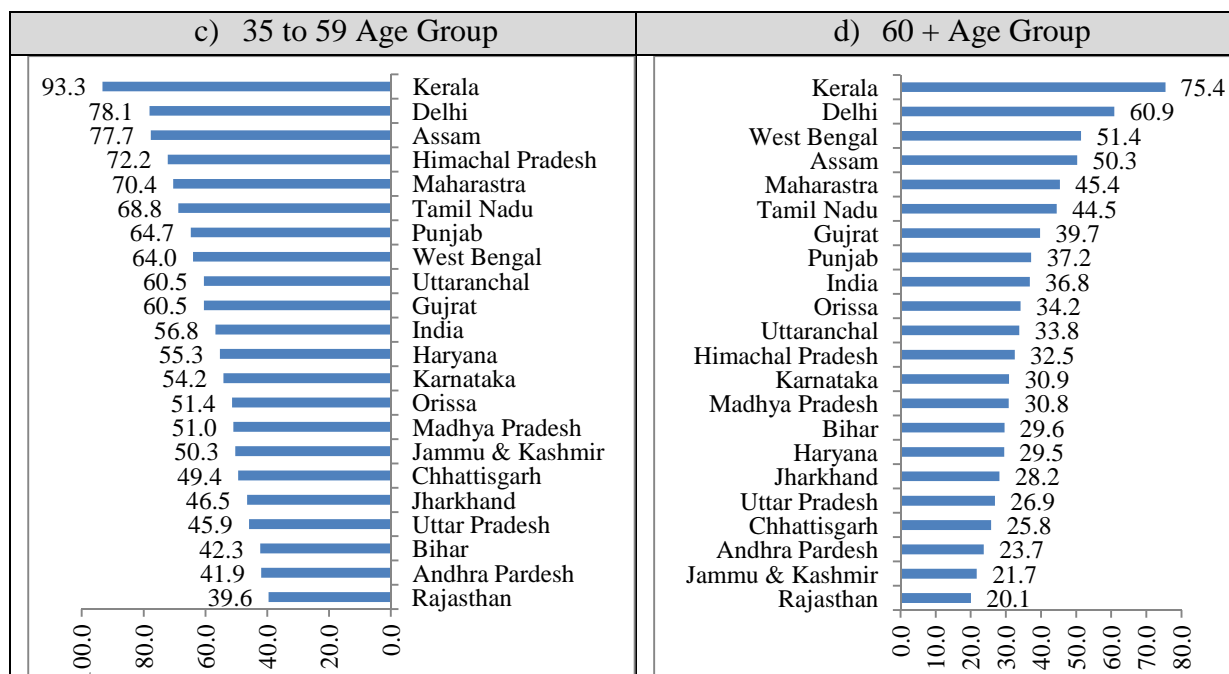 c) 35 to 59 Age Group
93.3 Kerala
78.1 Delhi
77.7 Assam
72.2 Himachal Pradesh
70.4 Maharastra
68.8 Tamil Nadu
64.7 Punjab
64.0 West Bengal
60.5 Uttaranchal
60.5 Gujrat
56.8 India
55.3 Haryana
54.2 Karnataka
51.4 Orissa
51.0 Madhya Pradesh
50.3 Jammu & Kashmir
49.4 Chhattisgarh
46.5 Jharkhand
45.9 Uttar Pradesh
42.3 Bihar
41.9 Andhra Pardesh
39.6 Rajasthan
80.0 60.0 40.0 20.0 0.0
d) 60 + Age Group
Kerala 75.4
Delhi 60.9
West Bengal 51.4
Assam 50.3
Maharastra 45.4
Tamil Nadu 44.5
Gujrat 39.7
Punjab 37.2
India 36.8
Orissa 34.2
Uttaranchal 33.8
Himachal Pradesh 32.5
Karnataka 30.9
Madhya Pradesh 30.8
Bihar 29.6
Haryana 29.5
Jharkhand 28.2
Uttar Pradesh 26.9
Chhattisgarh 25.8
Andhra Pardesh 23.7
Jammu & Kashmir 21.7
Rajasthan 20.1
0.0 10.0 20.0 30.0 40.0 50.0 60.0 70.0 80.0